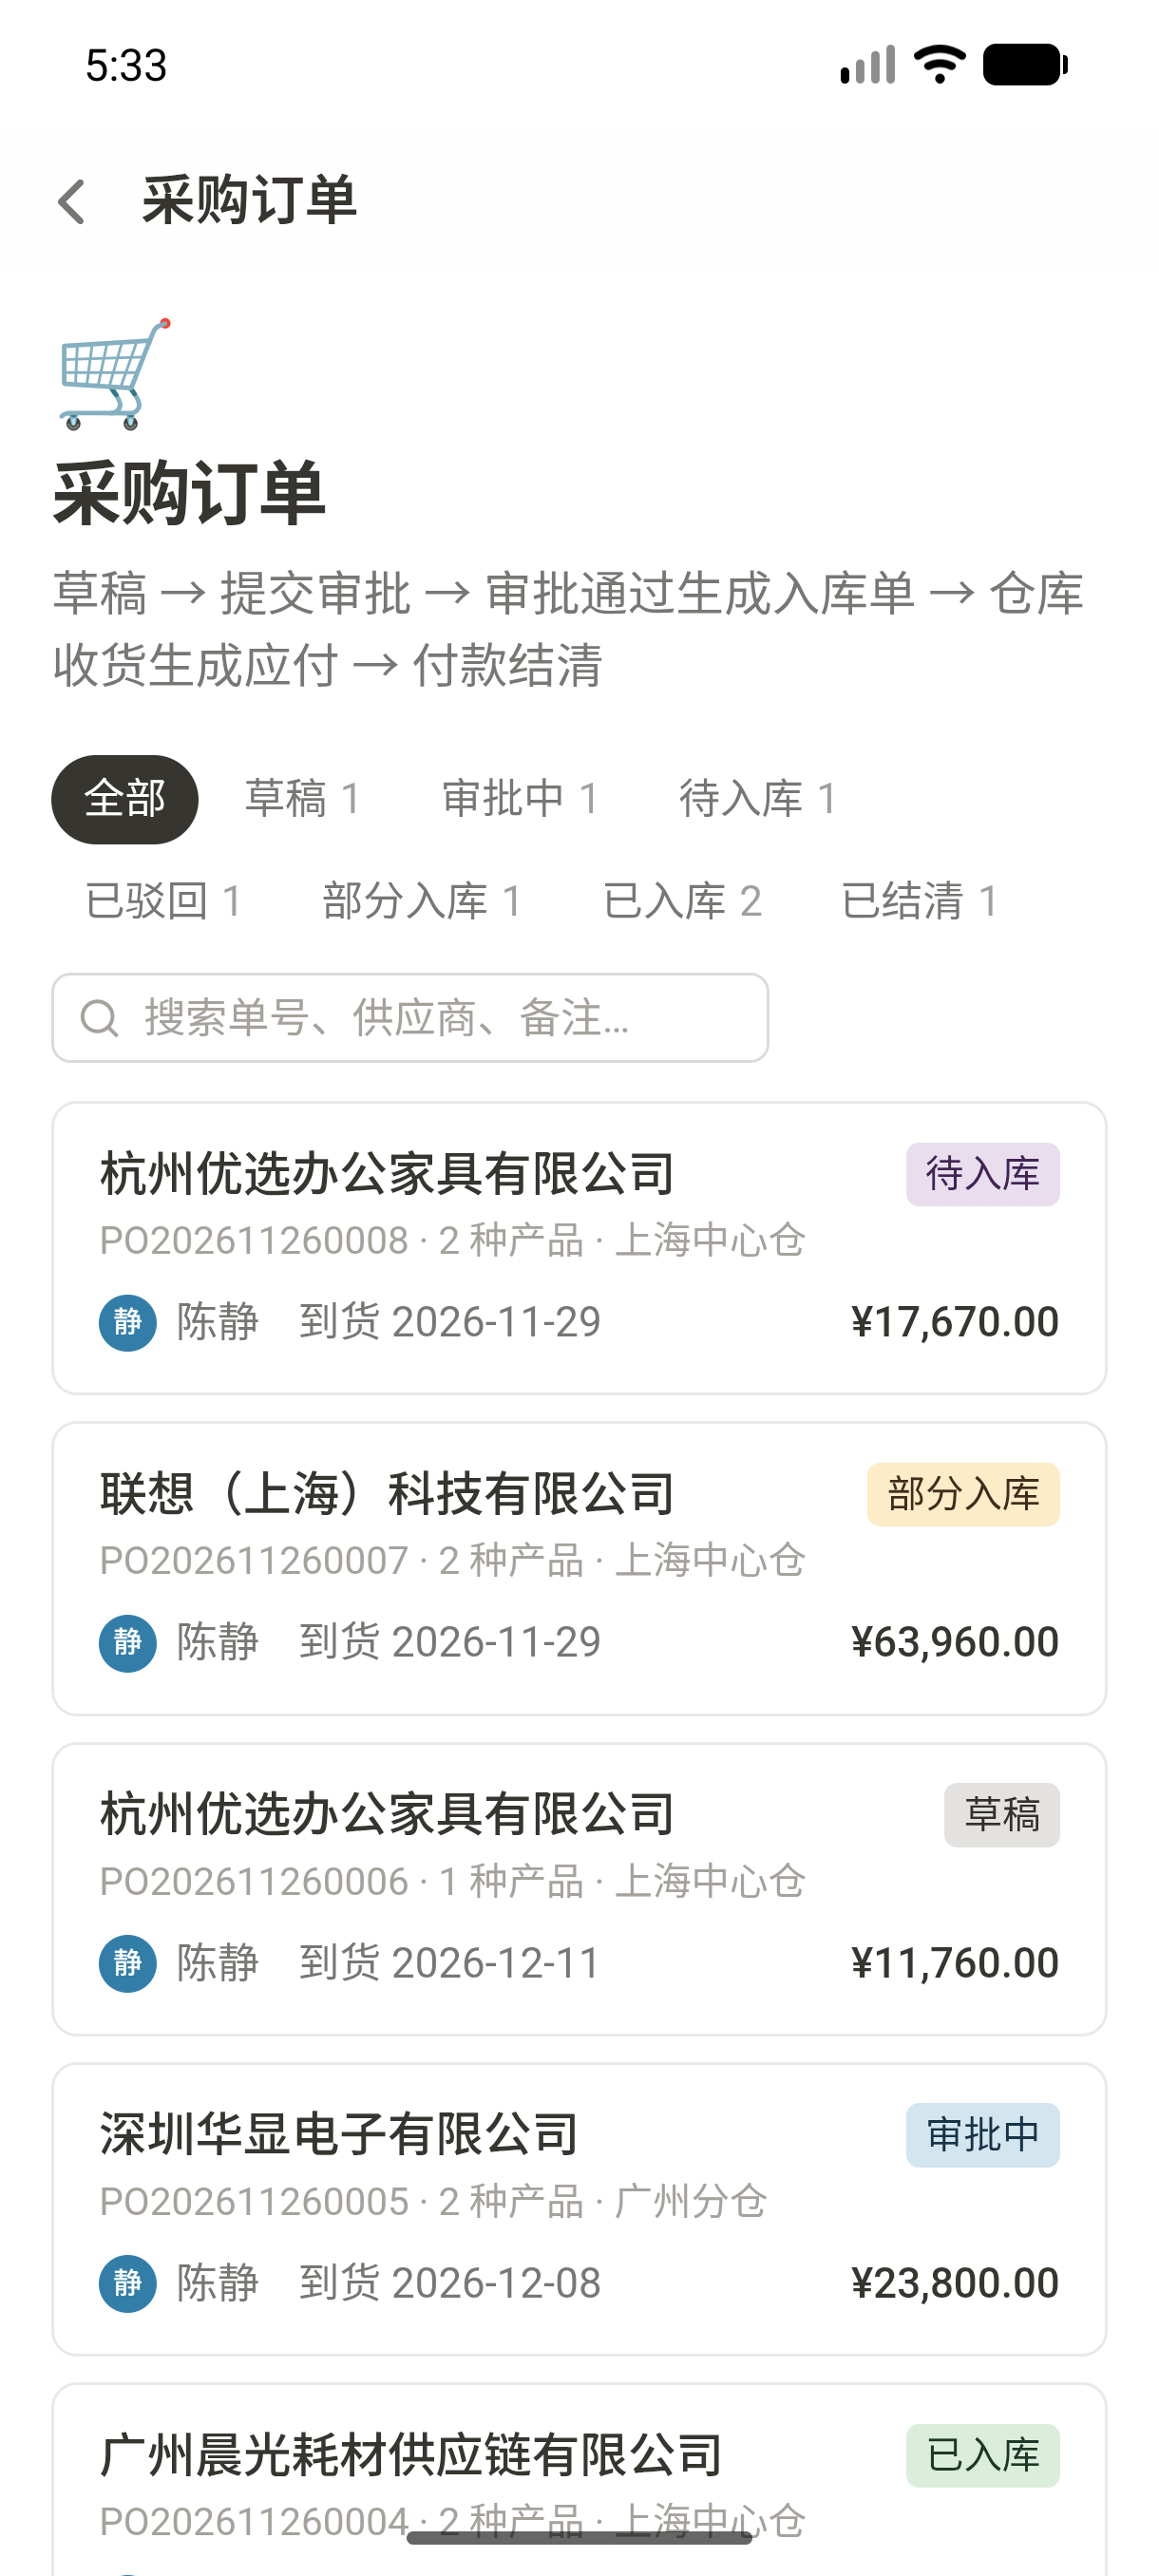 5:33
采购订单
采购订单
草稿 → 提交审批 → 审批通过生成入库单 → 仓库
收货生成应付 → 付款结清
全部 草稿 1 审批中 1 待入库 1
已驳回 1 部分入库 1 已入库 2 已结清 1
搜索单号、供应商、备注...
杭州优选办公家具有限公司 待入库
PO202611260008 · 2 种产品 · 上海中心仓
静 陈静 到货 2026-11-29 ¥17,670.00
联想（上海）科技有限公司 部分入库
PO202611260007 · 2 种产品 · 上海中心仓
静 陈静 到货 2026-11-29 ¥63,960.00
杭州优选办公家具有限公司 草稿
PO202611260006 · 1 种产品 · 上海中心仓
静 陈静 到货 2026-12-11 ¥11,760.00
深圳华显电子有限公司 审批中
PO202611260005 · 2 种产品 · 广州分仓
静 陈静 到货 2026-12-08 ¥23,800.00
广州晨光耗材供应链有限公司 已入库
PO202611260004 · 2 种产品 · 上海中心仓